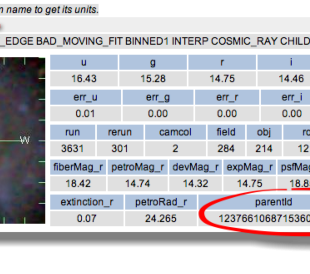 n name to get its units.
_EDGE BAD_MOVING_FIT BINNED1 INTERP COSMIC_RAY CHILD
u g r i
16.43 15.28 14.75 14.46
err_u err_g err_r err_i
0.01 0.00 0.00 0.00
run rerun camcol field obj
3631 301 2 284 214
fiberMag_r petroMag_r devMag_r expMag_r psfMag
18.42 14.74 14.32 14.75 18.8
extinction_r petroRad_r parentId
0.07 24.265 1237661068715360
W